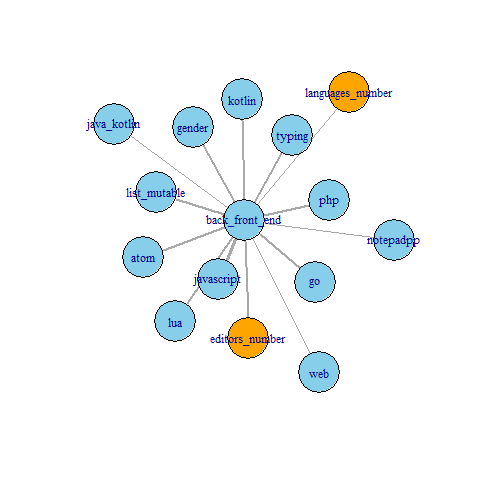 languages_number
kotlin
java_kotlin
gender
typing
list_mutable
php
back_front_end
notepadpp
atom
javascript
go
lua
editors_number
web